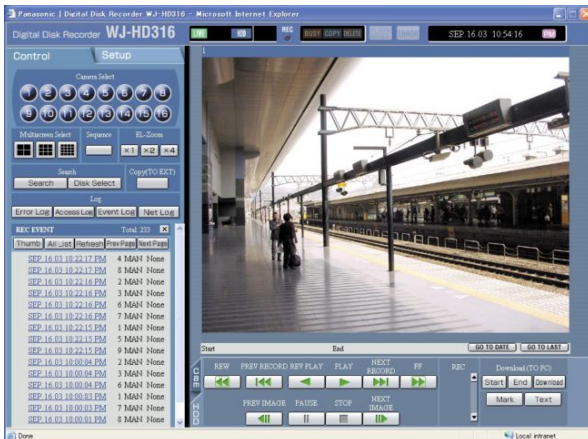 Panasonic | Digital Disk Recorder WJ-HD316 - Microsoft Internet Explorer
Digital Disk Recorder WJ-HD316
LIVE HDD REC BUSY COPY DELETE SEP.16.03 10:54:16 PM
Control Setup
1
Camera Select
1 2 3 4 5 6 7 8
9 10 11 12 13 14 15 16
Multiscreen Select Sequence EL-Zoom
×1 ×2 ×4
Search Copy(TO EXT)
Search Disk Select
Log
Error Log Access Log Event Log Net Log
REC EVENT Total: 233 X
Thumb All List Refresh Prev Page Next Page
SEP.16.03 10:22:17 PM 4 MAN None
SEP.16.03 10:22:17 PM 8 MAN None
SEP.16.03 10:22:16 PM 2 MAN None
SEP.16.03 10:22:16 PM 3 MAN None
SEP.16.03 10:22:16 PM 6 MAN None
SEP.16.03 10:22:16 PM 7 MAN None
SEP.16.03 10:22:15 PM 1 MAN None
SEP.16.03 10:22:15 PM 5 MAN None
SEP.16.03 10:22:15 PM 9 MAN None
SEP.16.03 10:00:04 PM 2 MAN None
SEP.16.03 10:00:04 PM 3 MAN None
SEP.16.03 10:00:04 PM 6 MAN None
SEP.16.03 10:00:03 PM 1 MAN None
SEP.16.03 10:00:03 PM 7 MAN None
SEP.16.03 10:00:01 PM 8 MAN None
Start End GO TO DATE GO TO LAST
Cam
HDD
REW PREV RECORD REV PLAY PLAY NEXT RECORD FF
PREV IMAGE PAUSE STOP NEXT IMAGE
REC
Download (TO PC)
Start End Download
Mark Text
Done Local intranet